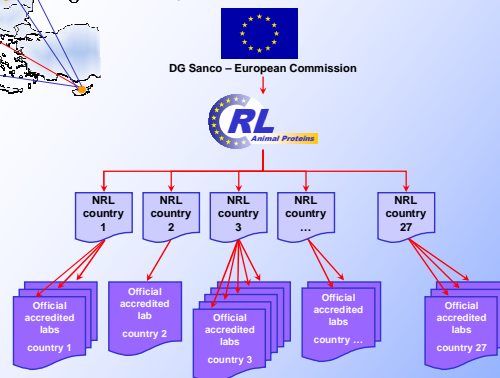 DG Sanco – European Commission
CRL
Animal Proteins
NRL
country
1
NRL
country
2
NRL
country
3
NRL
country
...
NRL
country
27
Official
accredited
labs
country 1
Official
accredited
lab
country 2
Official
accredited
labs
country 3
Official
accredited
labs
country ...
Official
accredited
labs
country 27